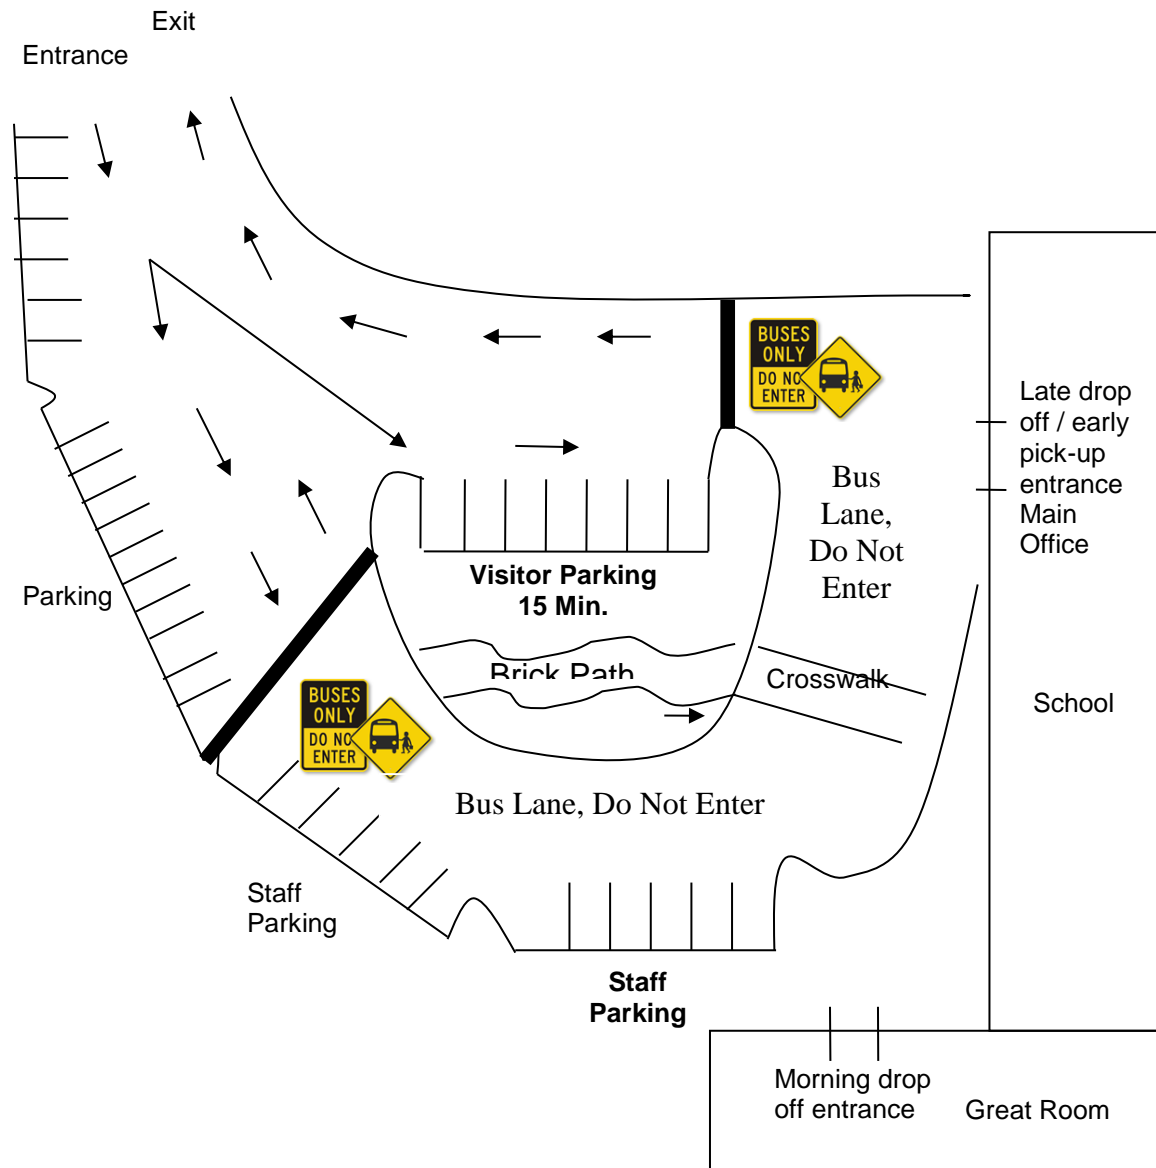 Exit
Entrance
BUSES
ONLY
DO NO
ENTER
Late drop
off / early
pick-up
entrance
Main
Office
Bus
Lane,
Do Not
Enter
Visitor Parking
15 Min.
Parking
Brick Path
Crosswalk
School
BUSES
ONLY
DO NO
ENTER
Bus Lane, Do Not Enter
Staff
Parking
Staff
Parking
Morning drop
off entrance
Great Room